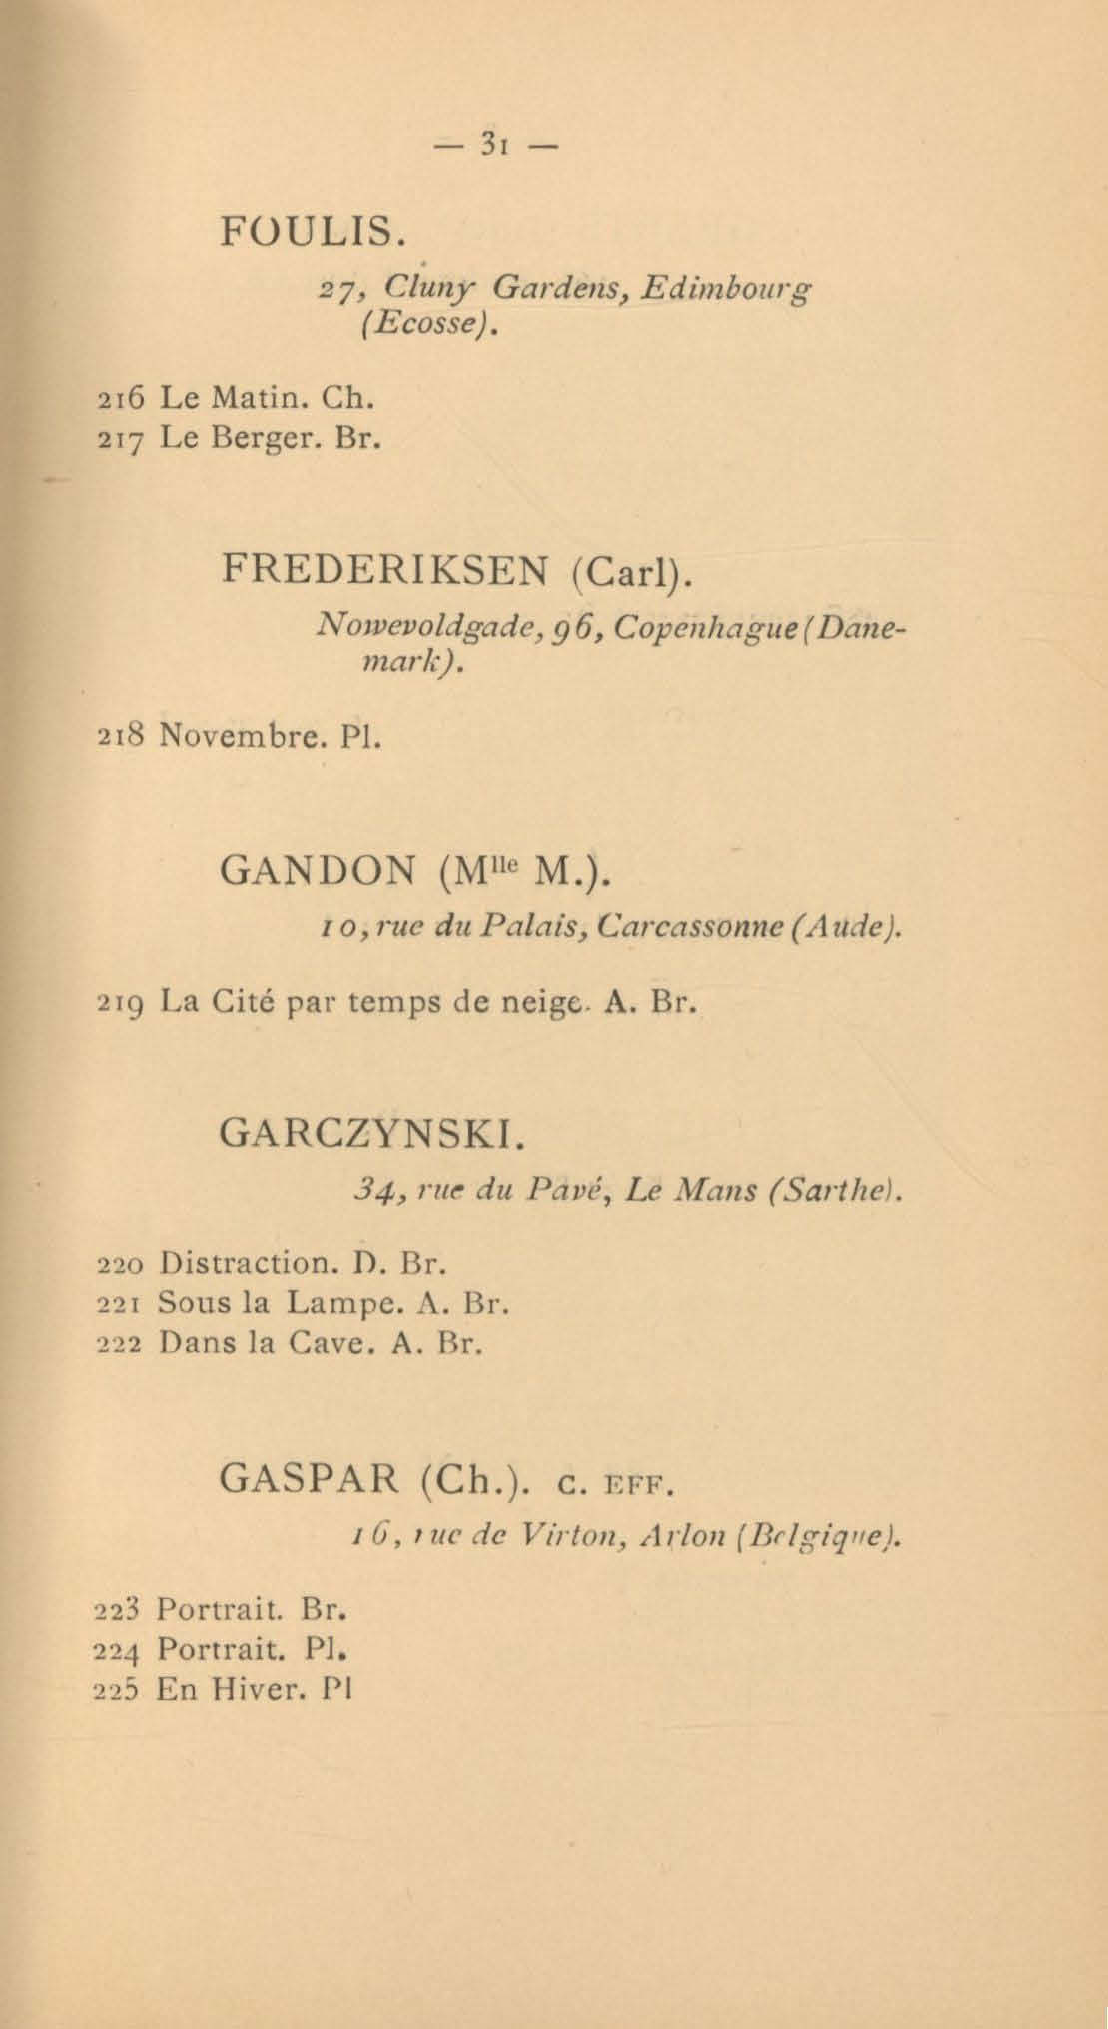 — 31 —
FOULIS.
27, Cluny Gardens, Edimbourg
(Ecosse).
216 Le Matin. Ch.
217 Le Berger. Br.
FREDERIKSEN (Carl).
Nowevoldgade, 96, Copenhague (Dane-
mark).
218 Novembre. Pl.
GANDON (Mlle M.).
10, rue du Palais, Carcassonne (Aude).
219 La Cité par temps de neige. A. Br.
GARCZYNSKI.
34, rue du Pavé, Le Mans (Sarthe).
220 Distraction. D. Br.
221 Sous la Lampe. A. Br.
222 Dans la Cave. A. Br.
GASPAR (Ch.). C. EFF.
16, rue de Virton, Arlon (Belgique).
223 Portrait. Br.
224 Portrait. Pl.
225 En Hiver. Pl